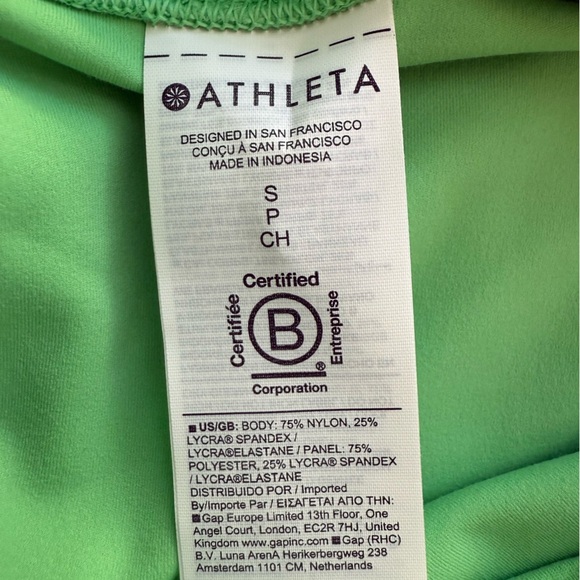 ATHLETA
DESIGNED IN SAN FRANCISCO
CONÇU À SAN FRANCISCO
MADE IN INDONESIA
S
P
CH
Certified
Certifiée
B
Entreprise
®
Corporation
US/GB: BODY: 75% NYLON, 25%
LYCRA® SPANDEX /
LYCRA®ELASTANE / PANEL: 75%
POLYESTER, 25% LYCRA® SPANDEX
/ LYCRA®ELASTANE
DISTRIBUIDO POR / Imported
By/Importe Par / ΕΙΣΑΓΕΤΑΙ ΑΠΟ ΤΗΝ:
Gap Europe Limited 13th Floor, One
Angel Court, London, EC2R 7HJ, United
Kingdom www.gapinc.com Gap (RHC)
B.V. Luna ArenA Herikerbergweg 238
Amsterdam 1101 CM, Netherlands